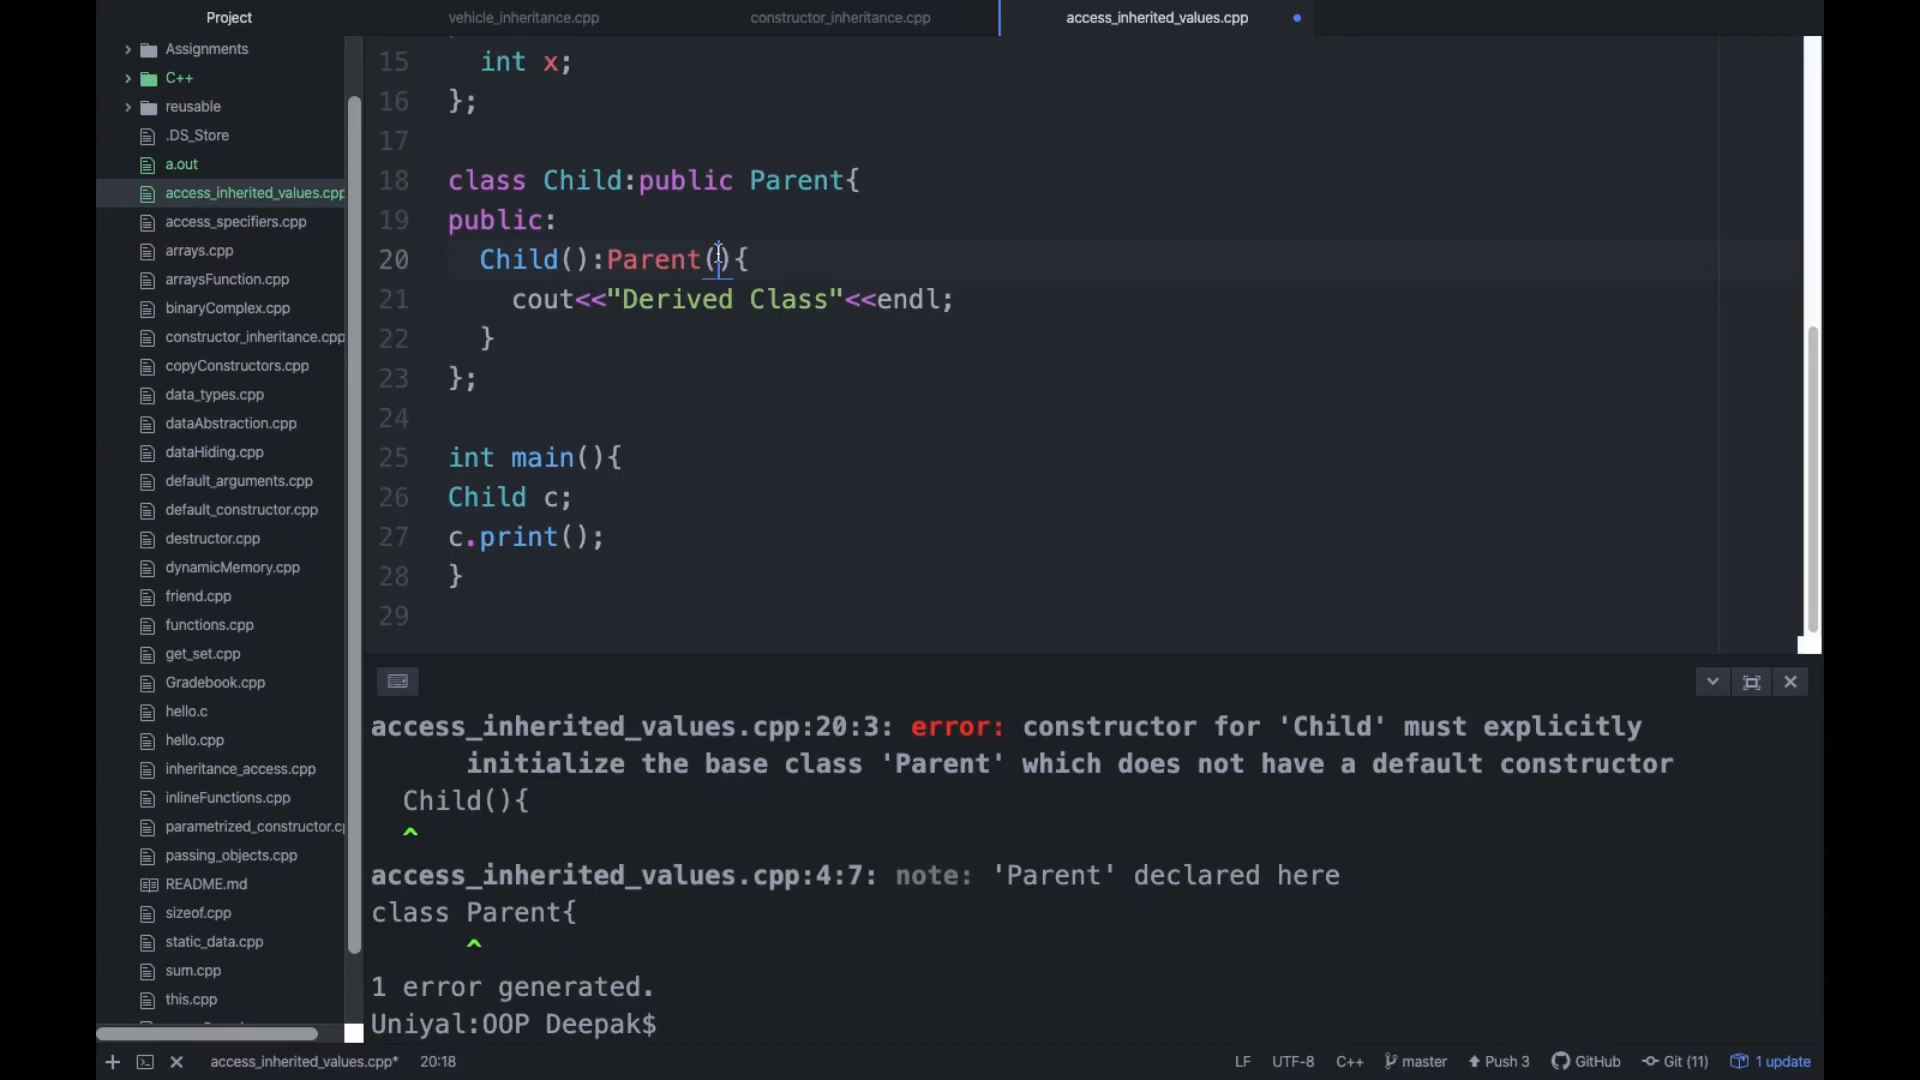 Project
vehicle_inheritance.cpp
constructor_inheritance.cpp
access_inherited_values.cpp
Assignments
C++
reusable
.DS_Store
a.out
access_inherited_values.cpp
access_specifiers.cpp
arrays.cpp
arraysFunction.cpp
binaryComplex.cpp
constructor_inheritance.cpp
copyConstructors.cpp
data_types.cpp
dataAbstraction.cpp
dataHiding.cpp
default_arguments.cpp
default_constructor.cpp
destructor.cpp
dynamicMemory.cpp
friend.cpp
functions.cpp
get_set.cpp
Gradebook.cpp
hello.c
hello.cpp
inheritance_access.cpp
inlineFunctions.cpp
parametrized_constructor.cp
passing_objects.cpp
README.md
sizeof.cpp
static_data.cpp
sum.cpp
this.cpp
15 int x;
16 };
17
18 class Child:public Parent{
19 public:
20 Child():Parent(){
21 cout<<"Derived Class"<<endl;
22 }
23 };
24
25 int main(){
26 Child c;
27 c.print();
28 }
29
access_inherited_values.cpp:20:3: error: constructor for 'Child' must explicitly
initialize the base class 'Parent' which does not have a default constructor
Child(){
^
access_inherited_values.cpp:4:7: note: 'Parent' declared here
class Parent{
^
1 error generated.
Uniyal:OOP Deepak$
access_inherited_values.cpp* 20:18 LF UTF-8 C++ master Push 3 GitHub Git (11) 1 update